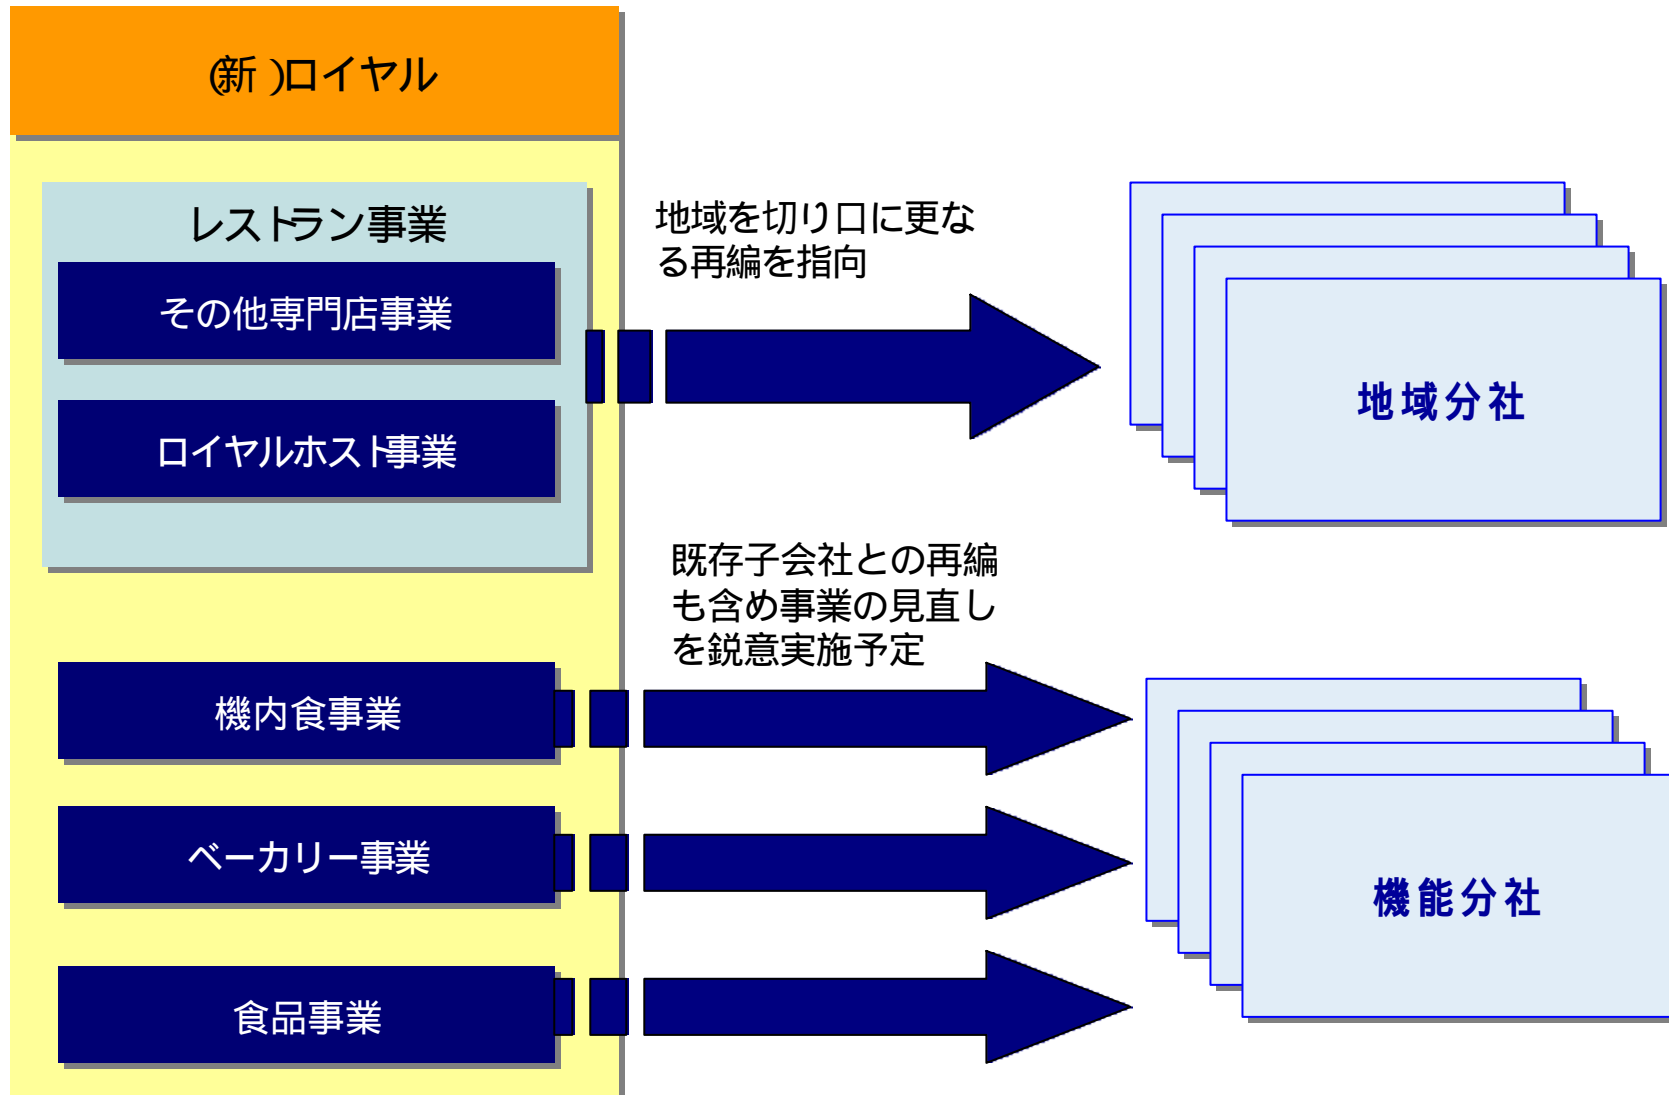 (新)ロイヤル
レストラン事業
その他専門店事業
ロイヤルホスト事業
地域を切り口に更な
る再編を指向
地域分社
既存子会社との再編
も含め事業の見直し
を鋭意実施予定
機内食事業
ベーカリー事業
食品事業
機能分社